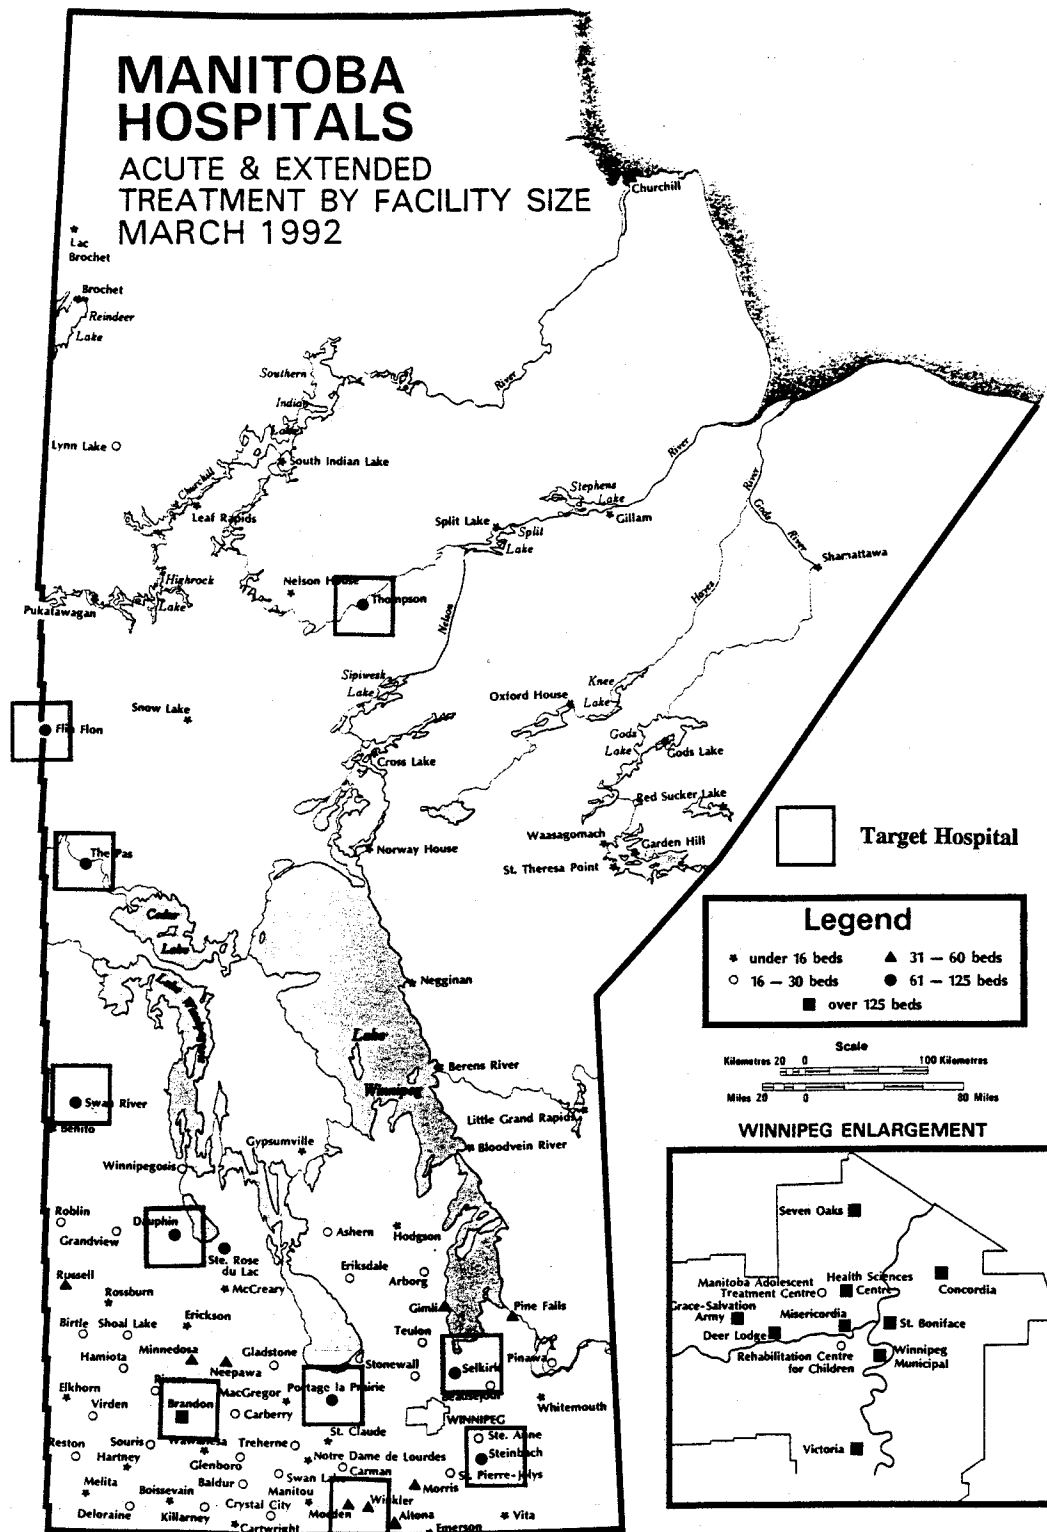 MANITOBA
HOSPITALS
ACUTE & EXTENDED
TREATMENT BY FACILITY SIZE
MARCH 1992
Churchill
Lac
Brochet
Brochet
Reindeer
Lake
Southern
Indian
Lake
River
Lynn Lake
South Indian Lake
Churchill
Leaf Rapids
Stephens
Lake
River
River
Gods
River
Split Lake
Split
Lake
Gillam
Shamattawa
Highrock
Lake
Nelson House
Thompson
Pukatawagan
Nelson
Hayes
Sipiwesk
Lake
Knee
Lake
Oxford House
Snow Lake
Flin Flon
Gods
Lake
Gods Lake
Cross Lake
Red Sucker Lake
Waasagomach
Garden Hill
St. Theresa Point
Norway House
The Pas
Target Hospital
Cedar
Lake
Legend
under 16 beds
31 — 60 beds
16 — 30 beds
61 — 125 beds
over 125 beds
Negginan
Lake
Lake
Winnipeg
Scale
Kilometres 20 0 100 Kilometres
Miles 20 0 80 Miles
Berens River
Swan River
Benito
Little Grand Rapids
Gypsumville
Bloodvein River
WINNIPEG ENLARGEMENT
Winnipegosis
Roblin
Grandview
Dauphin
Ste. Rose
du Lac
Ashern
Hodgson
Seven Oaks
Russell
Rossburn
McCreary
Eriksdale
Arborg
Manitoba Adolescent
Treatment Centre
Health Sciences
Centre
Concordia
Erickson
Gimli
Pine Falls
Grace-Salvation
Army
Misericordia
St. Boniface
Deer Lodge
Birtle
Shoal Lake
Teulon
Rehabilitation Centre
for Children
Winnipeg
Municipal
Hamiota
Minnedosa
Neepawa
Gladstone
Stonewall
Selkirk
Pinawa
Rivers
Elkhorn
Virden
Brandon
MacGregor
Carberry
Portage la Prairie
Beausejour
Whitemouth
WINNIPEG
Reston
Souris
Hartney
Wawanesa
Glenboro
Treherne
St. Claude
Notre Dame de Lourdes
Ste. Anne
Steinbach
St. Pierre-Jolys
Victoria
Melita
Boissevain
Baldur
Swan Lake
Carman
Manitou
Morris
Deloraine
Killarney
Crystal City
Cartwright
Morden
Winkler
Altona
Emerson
Vita